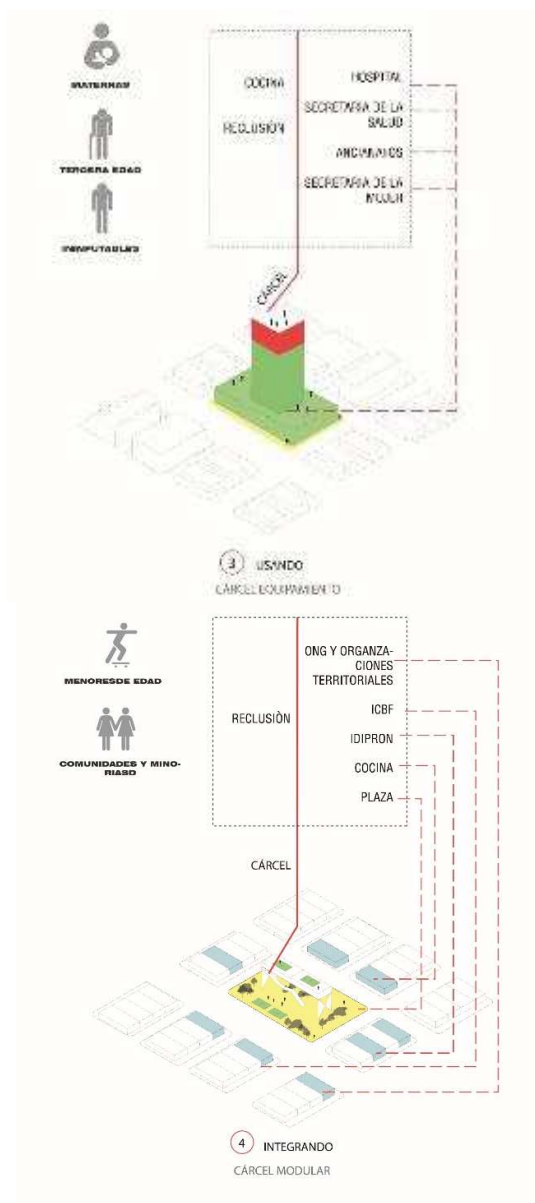 MATERNAS
TERCERA EDAD
INIMPUTABLES
COCINA
RECLUSIÓN
HOSPITAL
SECRETARIA DE LA
SALUD
ANCIANATOS
SECRETARIA DE LA
MUJER
CÁRCEL
3 USANDO
CÁRCEL EQUIPAMIENTO
MENORESDE EDAD
COMUNIDADES Y MINO-
RIASD
RECLUSIÒN
ONG Y ORGANZA-
CIONES
TERRITORIALES
ICBF
IDIPRON
COCINA
PLAZA
CÁRCEL
4 INTEGRANDO
CÁRCEL MODULAR